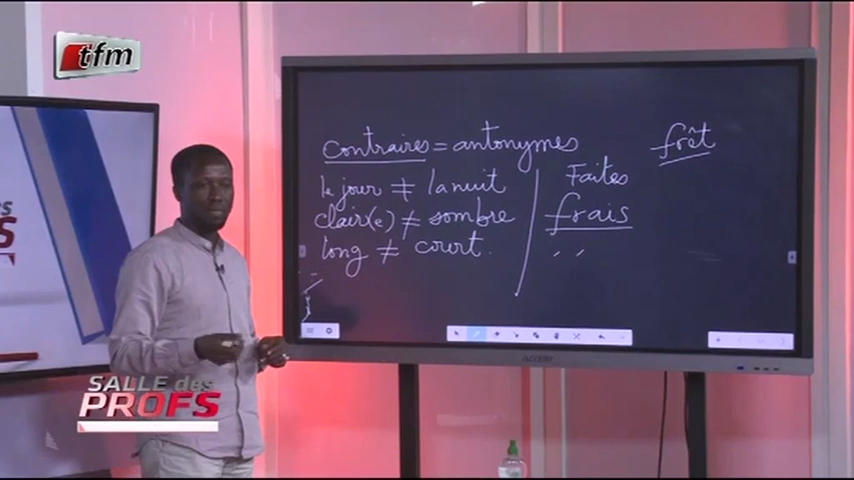 tfm
contraires = antonymes
frêt
le jour ≠ la nuit
Faites
clair(e) ≠ sombre
frais
long ≠ court.
SALLE des
PROFS